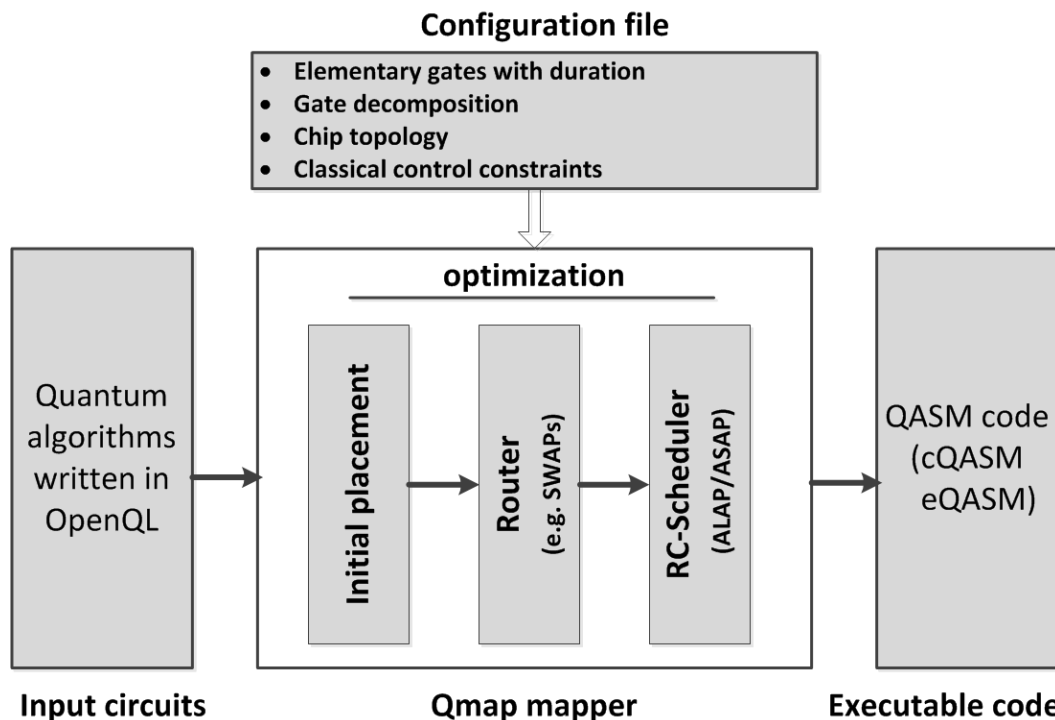 Configuration file
• Elementary gates with duration
• Gate decomposition
• Chip topology
• Classical control constraints
optimization
Quantum
algorithms
written in
OpenQL
Initial placement
Router
(e.g. SWAPs)
RC-Scheduler
(ALAP/ASAP)
QASM code
(cQASM
eQASM)
Input circuits
Qmap mapper
Executable code